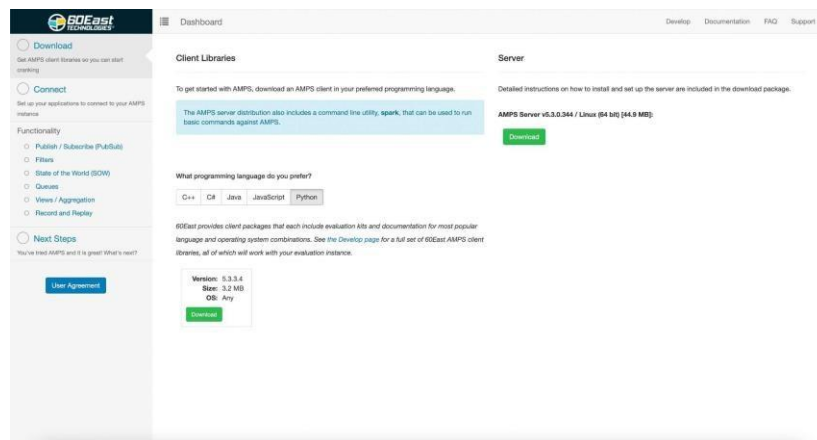 60East
TECHNOLOGIES
Dashboard
Develop
Documentation
FAQ
Support
Download
Get AMPS client libraries so you can start
cranking
Connect
Set up your applications to connect to your AMPS
instance
Functionality
Publish / Subscribe (PubSub)
Filters
State of the World (SOW)
Queues
Views / Aggregation
Record and Replay
Next Steps
You've tried AMPS and it is great! What's next?
User Agreement
Client Libraries
To get started with AMPS, download an AMPS client in your preferred programming language.
The AMPS server distribution also includes a command line utility, spark, that can be used to run
basic commands against AMPS.
What programming language do you prefer?
C++
C#
Java
JavaScript
Python
60East provides client packages that each include evaluation kits and documentation for most popular
language and operating system combinations. See the Develop page for a full set of 60East AMPS client
libraries, all of which will work with your evaluation instance.
Version: 5.3.3.4
Size: 3.2 MB
OS: Any
Download
Server
Detailed instructions on how to install and set up the server are included in the download package.
AMPS Server v5.3.0.344 / Linux (64 bit) [44.9 MB]:
Download